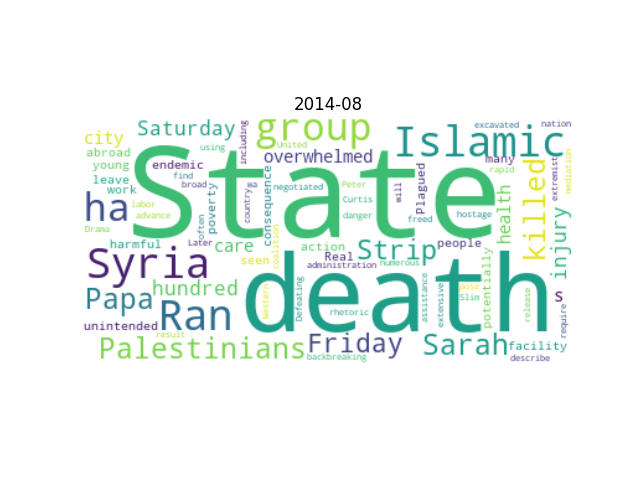 2014-08
city
Saturday
group
Islamic
excavated
nation
including
United
using
abroad
young
endemic
overwhelmed
many
leave
work
find
broad
State
Plagued
killed
rapid
extremist
mediation
labor
advance
ha
poverty
often
country
ga
consequence
negotiated
Peter
Curtis
danger
will
freed
hostage
health
injury
Drama
harmful
Later
care
action
Real
Strip
people
seen
coalition
administration
numerous
Syria
death
potentially
Papa
hundred
Ran
Western
Defeating
rhetoric
assistance
extensive
pose
Slim
release
s
require
unintended
result
Palestinians
Friday
backbreaking
Sarah
facility
describe